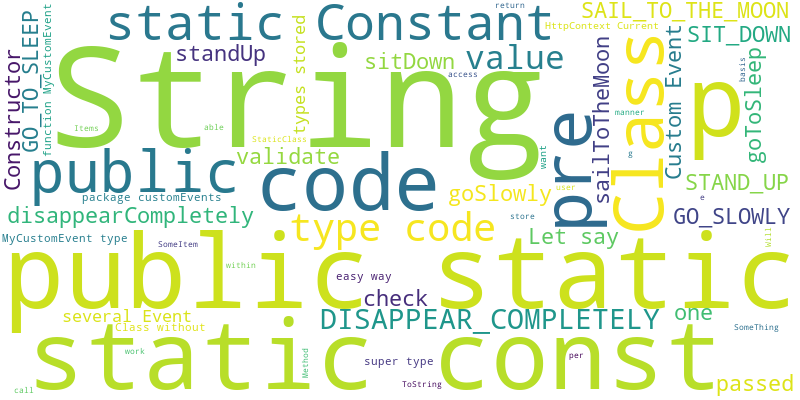 static Constant
return
SAIL_TO_THE_MOON
HttpContext Current
SIT_DOWN
GO_TO_SLEEP
function MyCustomEvent
Constructor
standUp
String
types stored
sitDown
value
access
sailToTheMoon
manner
Class
Custom Event
p
basis
goToSleep
Items
able
StaticClass
public
code
validate
want
pre
g
package customEvents
goSlowly
user
e
STAND_UP
disappearCompletely
type code
store
GO_SLOWLY
MyCustomEvent type
SomeItem
Let say
Will
public static
within
easy way
check
several Event
Class without
DISAPPEAR_COMPLETELY
one
SomeThing
static const
work
Method
super type
per
ToString
passed
call